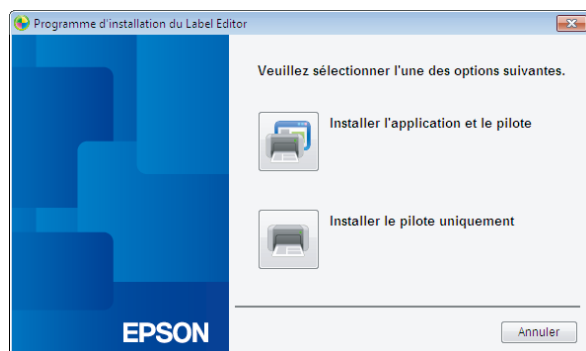 Programme d'installation du Label Editor
Veuillez sélectionner l'une des options suivantes.
Installer l'application et le pilote
Installer le pilote uniquement
EPSON
Annuler